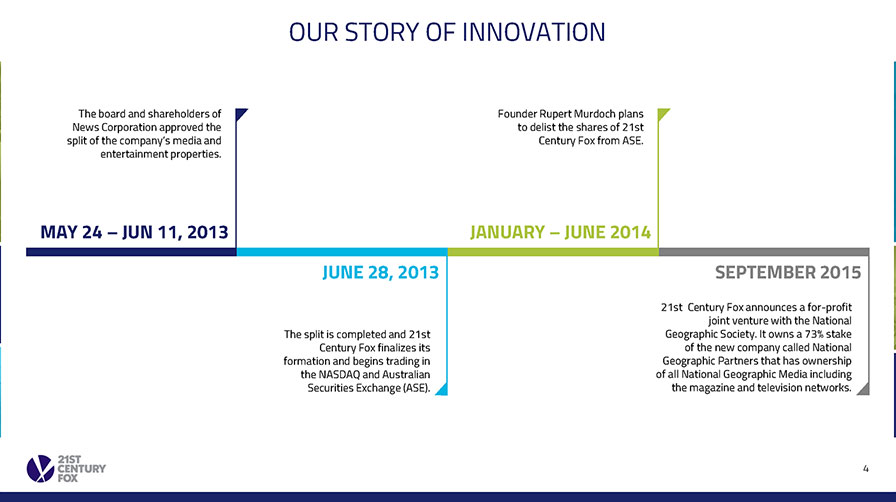 OUR STORY OF INNOVATION
The board and shareholders of
News Corporation approved the
split of the company's media and
entertainment properties.
MAY 24 – JUN 11, 2013
JUNE 28, 2013
The split is completed and 21st
Century Fox finalizes its
formation and begins trading in
the NASDAQ and Australian
Securities Exchange (ASE).
Founder Rupert Murdoch plans
to delist the shares of 21st
Century Fox from ASE.
JANUARY – JUNE 2014
SEPTEMBER 2015
21st Century Fox announces a for-profit
joint venture with the National
Geographic Society. It owns a 73% stake
of the new company called National
Geographic Partners that has ownership
of all National Geographic Media including
the magazine and television networks.
21ST
CENTURY
FOX
4